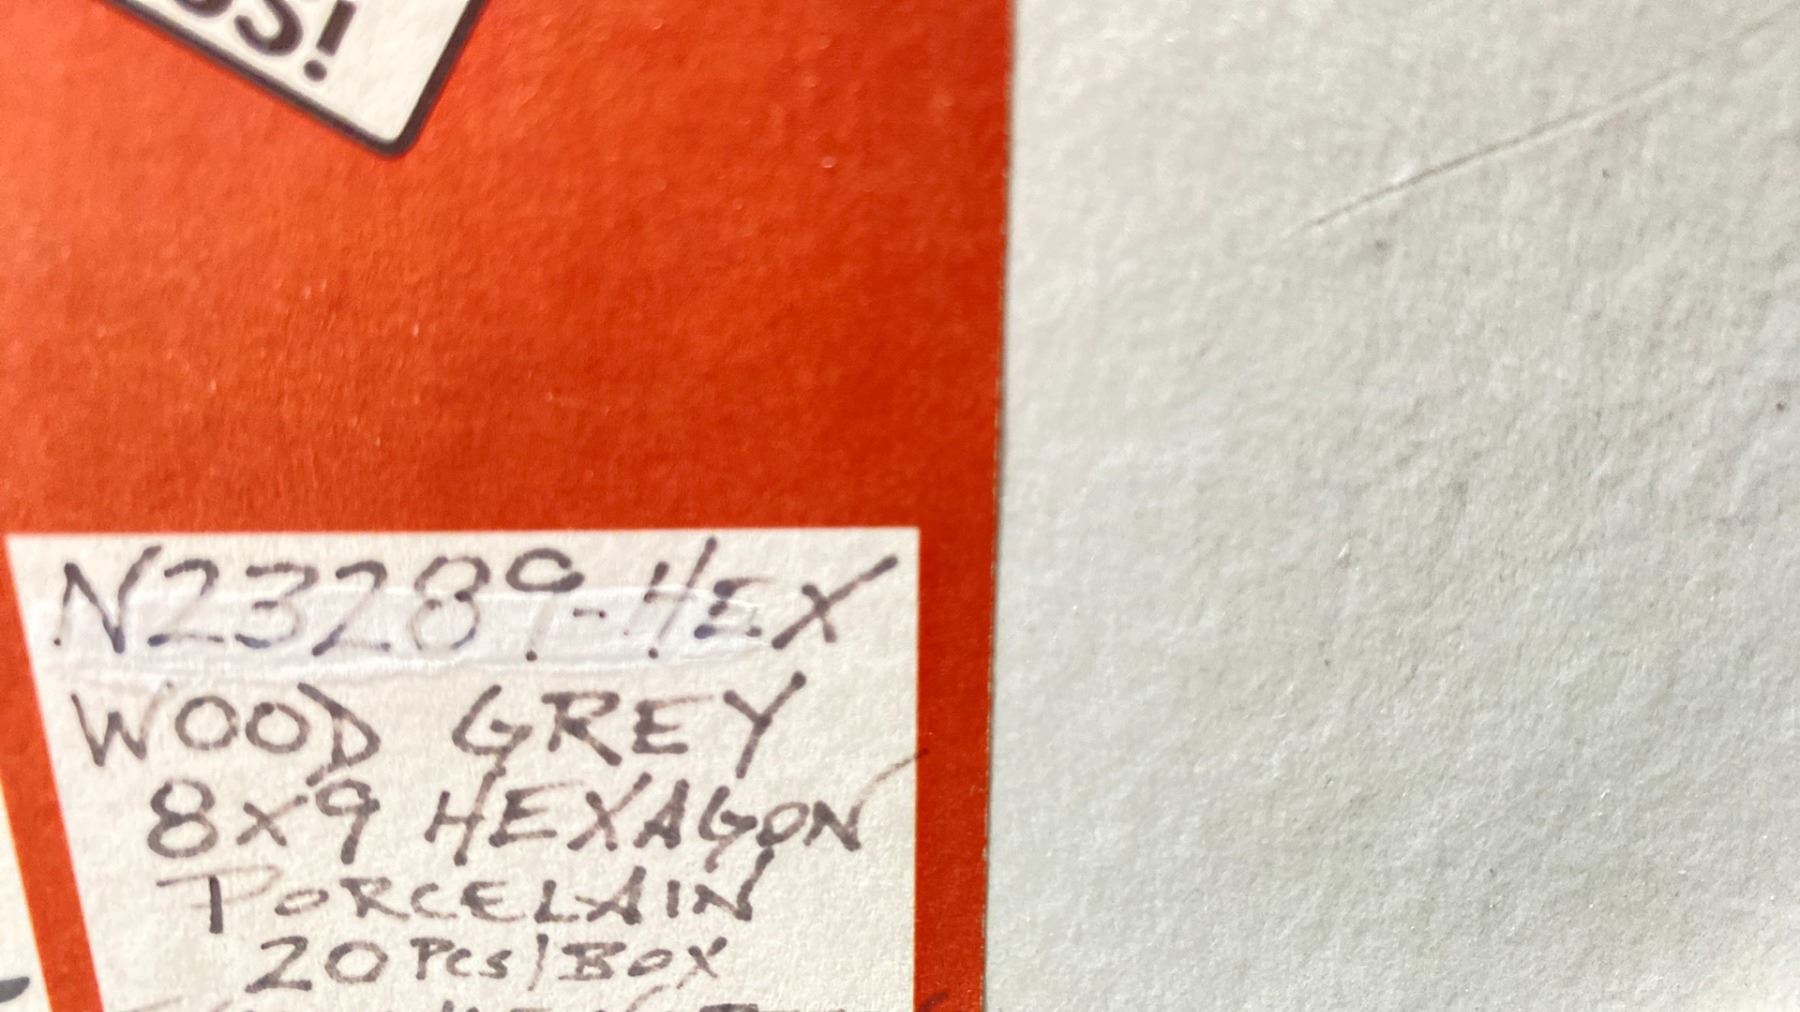 N23289-HEX
WOOD GREY
8x9 HEXAGON
PORCELAIN
20 Pcs/BOX